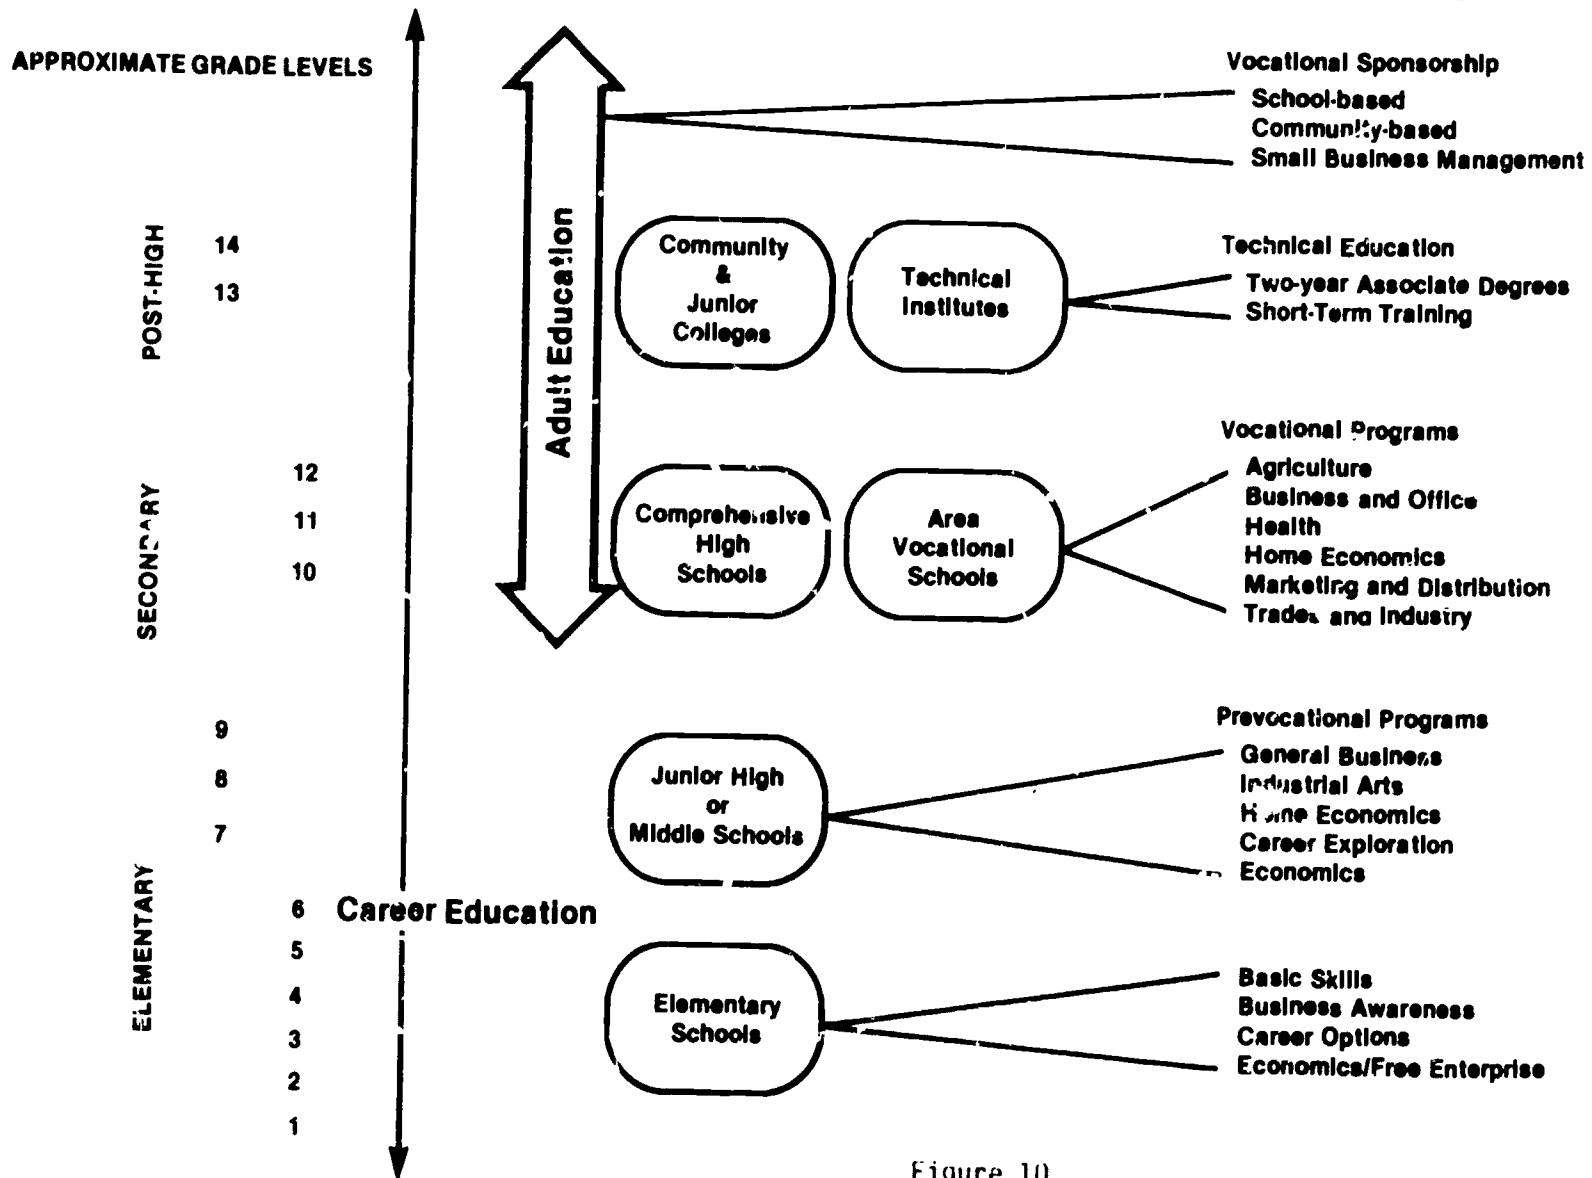 APPROXIMATE GRADE LEVELS
Vocational Sponsorship
School-based
Community-based
Small Business Management
Adult Education
POST-HIGH
14
13
Community
&
Junior
Colleges
Technical
Institutes
Technical Education
Two-year Associate Degrees
Short-Term Training
SECONDARY
12
11
10
Comprehensive
High
Schools
Area
Vocational
Schools
Vocational Programs
Agriculture
Business and Office
Health
Home Economics
Marketing and Distribution
Trades and Industry
9
8
7
Junior High
or
Middle Schools
Prevocational Programs
General Business
Industrial Arts
Home Economics
Career Exploration
Economics
ELEMENTARY
6
Career Education
5
4
3
2
1
Elementary
Schools
Basic Skills
Business Awareness
Career Options
Economics/Free Enterprise
Figure 10